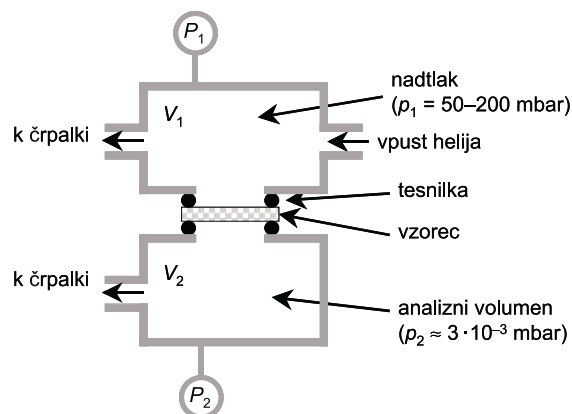 P1
nadtlak
(p1 = 50–200 mbar)
V1
k črpalki
vpust helija
tesnilka
vzorec
V2
k črpalki
analizni volumen
(p2 ≈ 3·10–3 mbar)
P2